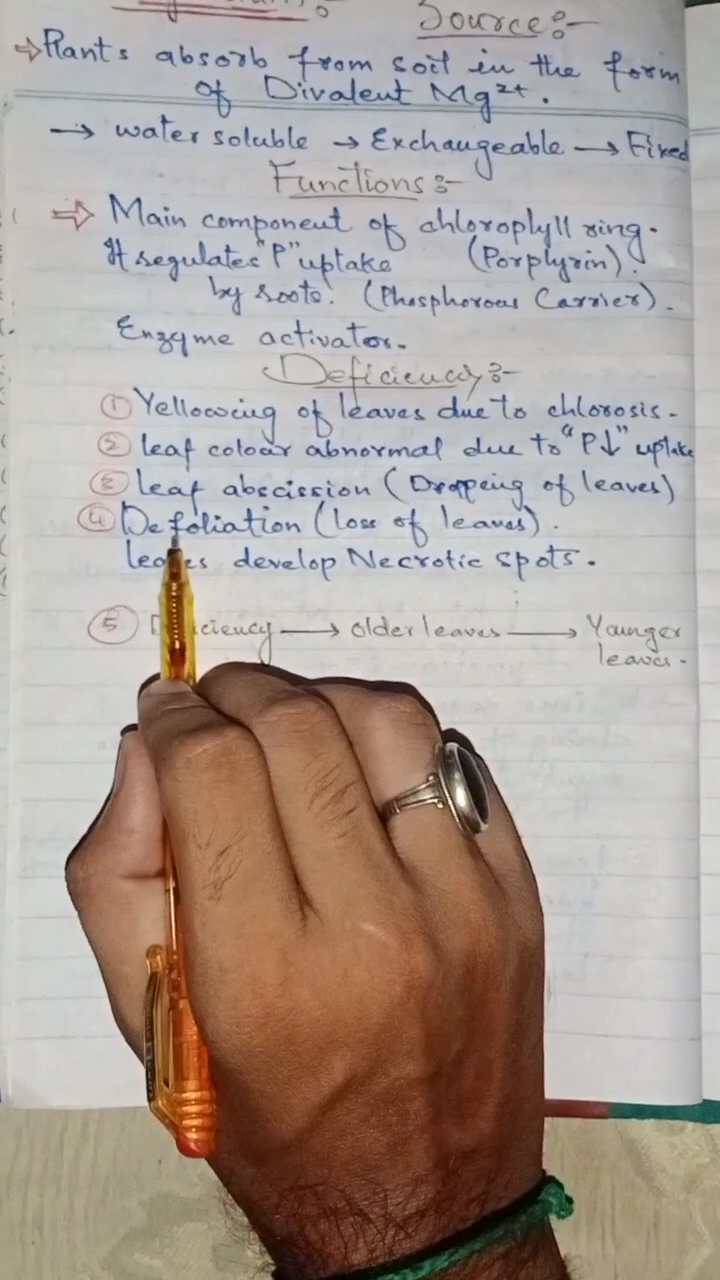 Source:-
⇒ Plants absorb from soil in the form
of Divalent Mg²⁺.
→ water soluble → Exchangeable → Fixed
Functions:-
⇒ Main component of chlorophyll ring.
It regulates "P" uptake (Porplyrin).
by roots. (Phosphorous Carrier).
Enzyme activator.
Deficiency:-
① Yellowing of leaves due to chlorosis.
② leaf colour abnormal due to "P↓" uptake
③ leaf abscission (Dropping of leaves)
④ Defoliation (loss of leaves).
leaves develop Necrotic spots.
⑤ Deficiency → older leaves → Younger
leaves.